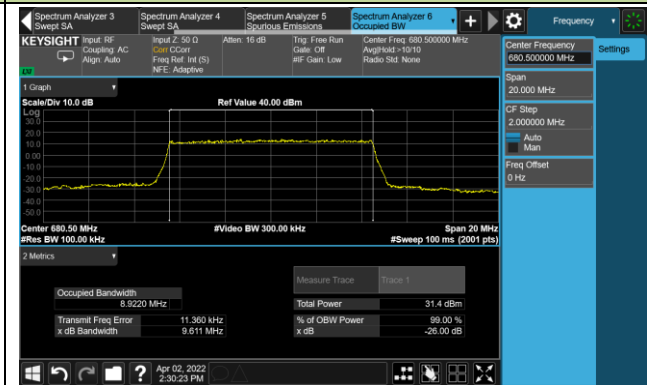 Spectrum Analyzer 3
Swept SA
Spectrum Analyzer 4
Swept SA
Spectrum Analyzer 5
Spurious Emissions
Spectrum Analyzer 6
Occupied BW
Frequency
KEYSIGHT
Input: RF
Coupling: AC
Align: Auto
Input Z: 50 Ω
Corr CCorr
Freq Ref: Int (S)
NFE: Adaptive
Atten: 16 dB
Trig: Free Run
Gate: Off
#IF Gain: Low
Center Freq: 680.500000 MHz
Avg|Hold:>10/10
Radio Std: None
Center Frequency
680.500000 MHz
Settings
Span
20.000 MHz
CF Step
2.000000 MHz
Auto
Man
Freq Offset
0 Hz
1 Graph
Scale/Div 10.0 dB
Ref Value 40.00 dBm
Log
30.0
20.0
10.0
0.00
-10.0
-20.0
-30.0
-40.0
-50.0
Center 680.50 MHz
#Video BW 300.00 kHz
Span 20 MHz
#Res BW 100.00 kHz
#Sweep 100 ms (2001 pts)
2 Metrics
Measure Trace
Trace 1
Occupied Bandwidth
8.9220 MHz
Total Power
31.4 dBm
Transmit Freq Error
11.360 kHz
% of OBW Power
99.00 %
x dB Bandwidth
9.611 MHz
x dB
-26.00 dB
?
Apr 02, 2022
2:30:23 PM